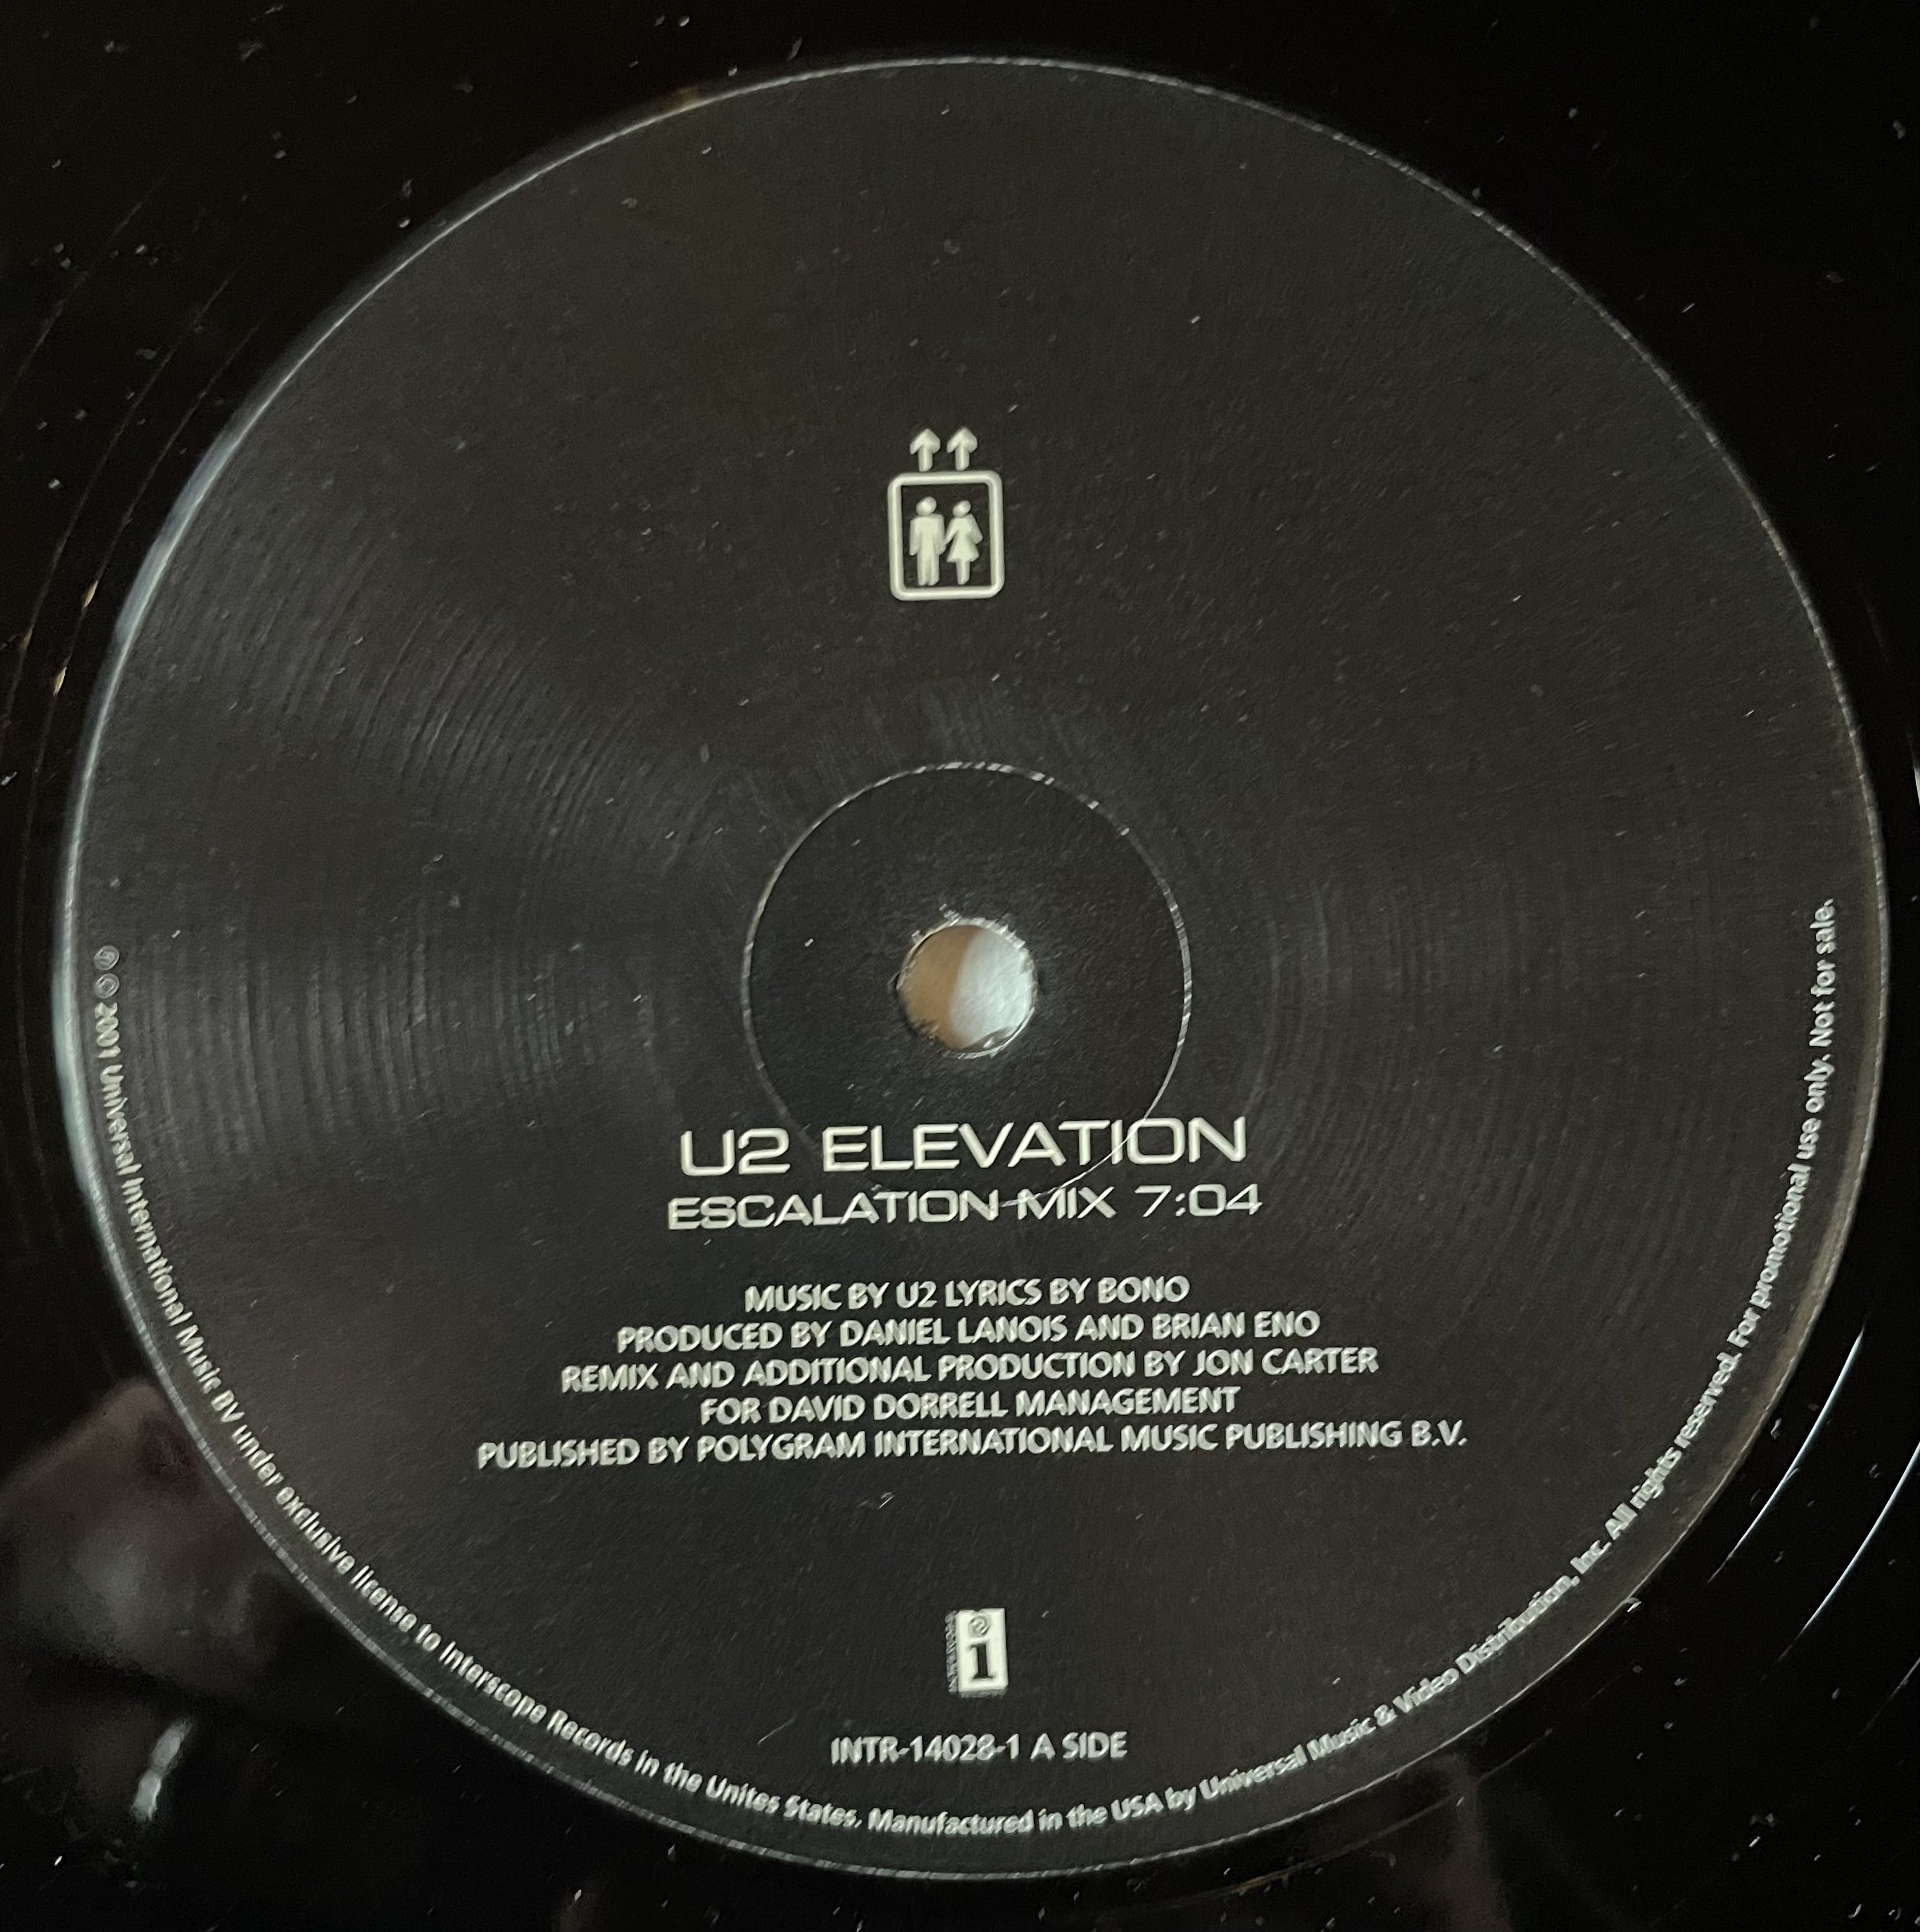 U2 ELEVATION
ESCALATION MIX 7:04
MUSIC BY U2 LYRICS BY BONO
PRODUCED BY DANIEL LANOIS AND BRIAN ENO
REMIX AND ADDITIONAL PRODUCTION BY JON CARTER
FOR DAVID DORRELL MANAGEMENT
PUBLISHED BY POLYGRAM INTERNATIONAL MUSIC PUBLISHING B.V.
i
INTR-14028-1 A SIDE
℗ © 2001 Universal International Music BV under exclusive license to Interscope Records in the Unites States. Manufactured in the USA by Universal Music & Video Distribution, Inc. All rights reserved. For promotional use only. Not for sale.